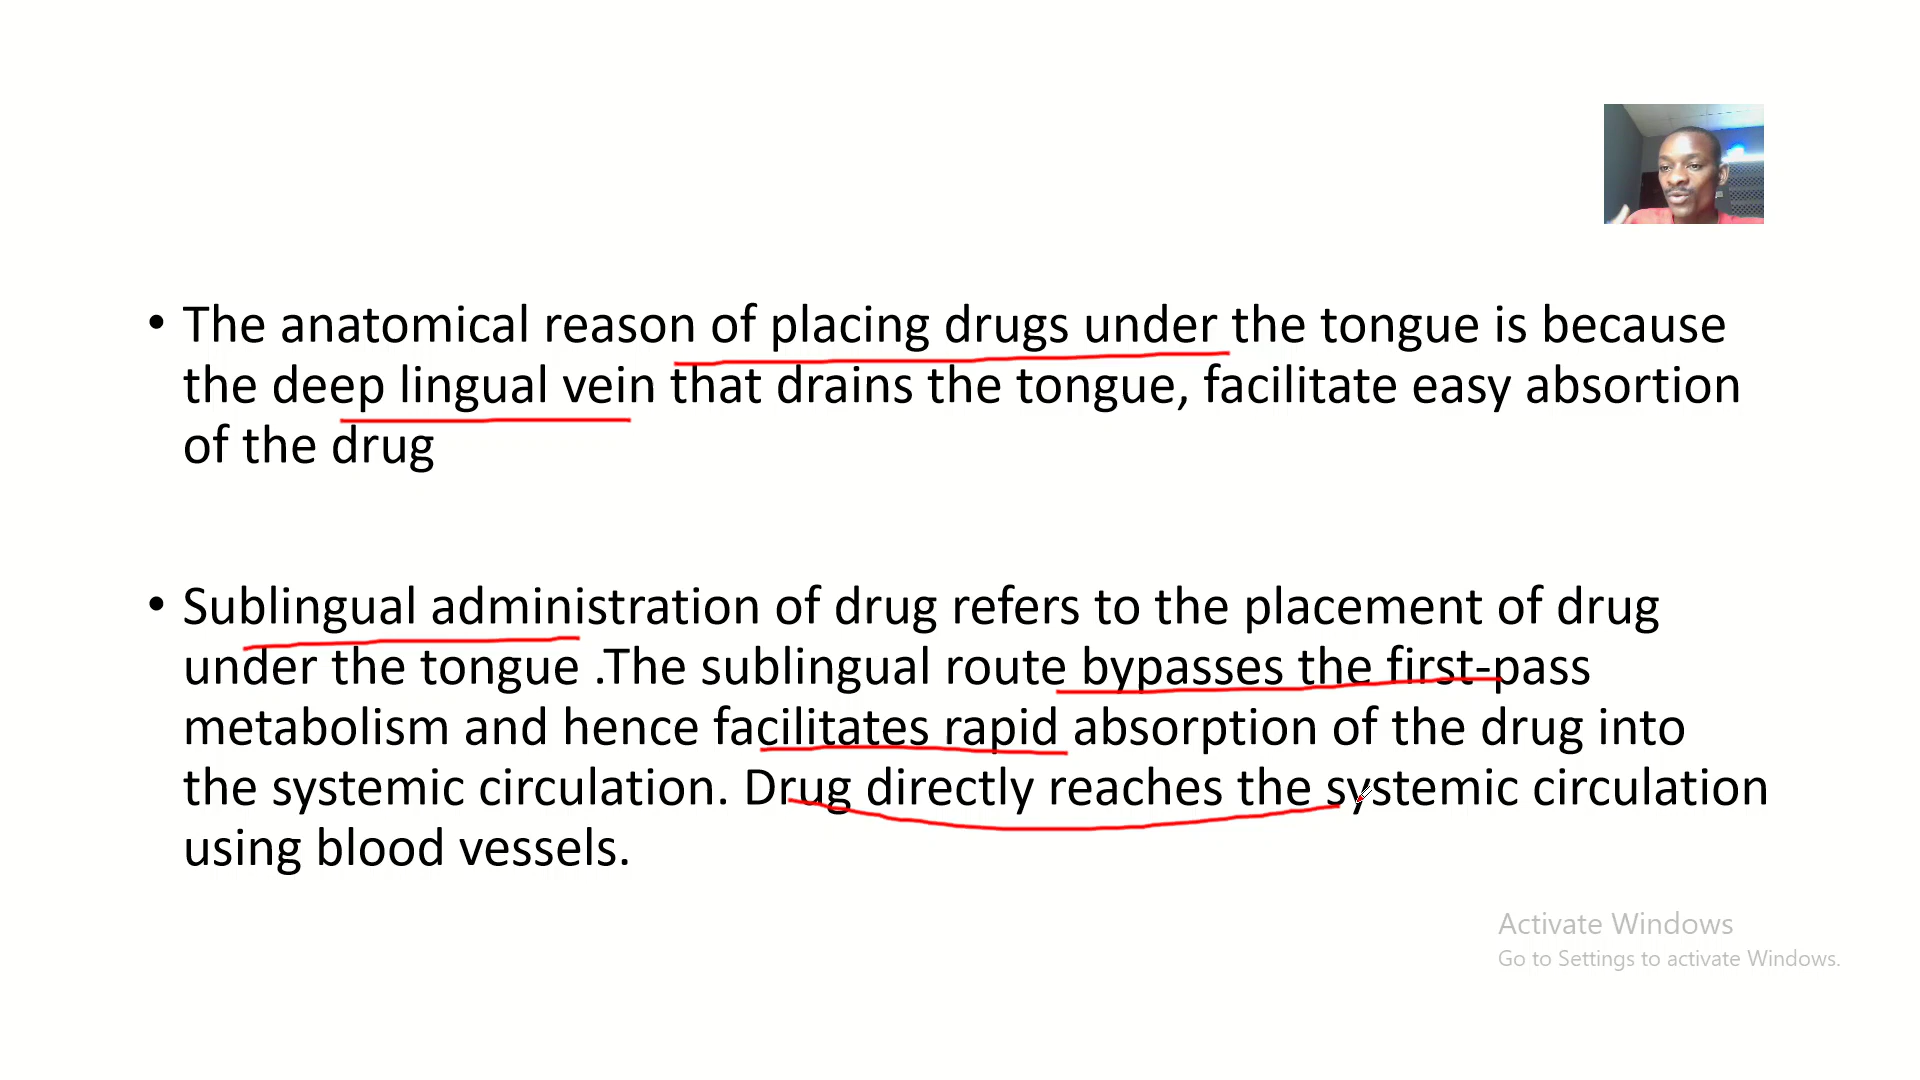 • The anatomical reason of placing drugs under the tongue is because
the deep lingual vein that drains the tongue, facilitate easy absortion
of the drug
• Sublingual administration of drug refers to the placement of drug
under the tongue .The sublingual route bypasses the first-pass
metabolism and hence facilitates rapid absorption of the drug into
the systemic circulation. Drug directly reaches the systemic circulation
using blood vessels.
Activate Windows
Go to Settings to activate Windows.